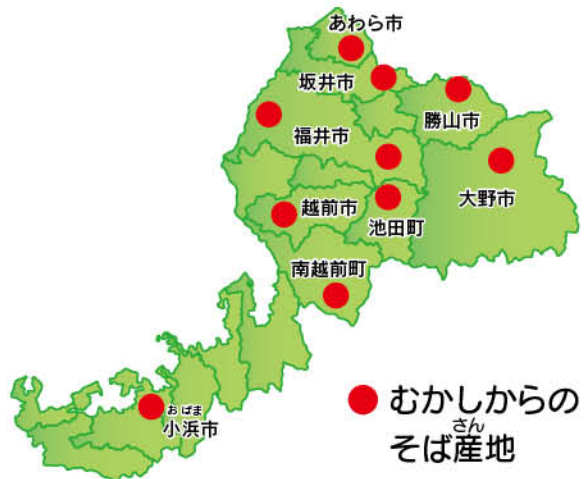 あわら市
坂井市
勝山市
福井市
大野市
越前市
池田町
南越前町
おばま
小浜市
むかしからの
さん
そば産地